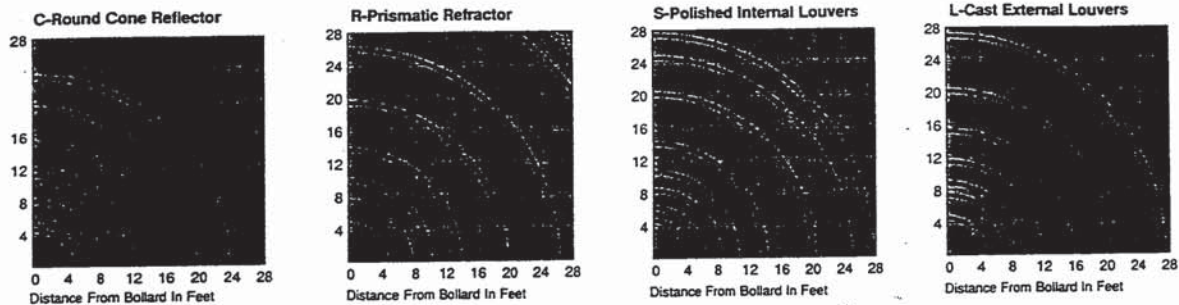 C-Round Cone Reflector
28
16
12
8
4
0 4 8 12 16 20 24 28
Distance From Bollard In Feet
R-Prismatic Refractor
28
24
20
16
12
8
4
0 4 8 12 16 20 24 28
Distance From Bollard In Feet
S-Polished Internal Louvers
28
24
20
16
12
8
4
0 4 8 12 16 20 24 28
Distance From Bollard In Feet
L-Cast External Louvers
28
24
20
16
12
8
4
0 4 8 12 16 20 24 28
Distance From Bollard In Feet